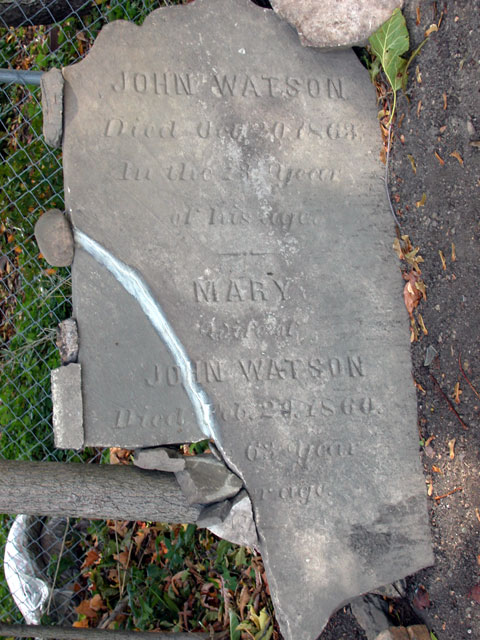 JOHN WATSON
Died Oct. 20, 1863.
In the Year
of his age.
MARY
wife of
JOHN WATSON
Died Feb. 29, 1860.
Year
age.